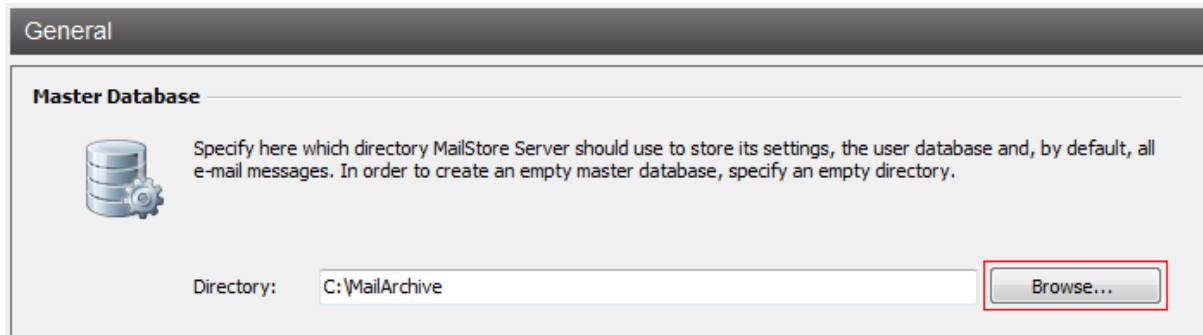 General
Master Database
Specify here which directory MailStore Server should use to store its settings, the user database and, by default, all
e-mail messages. In order to create an empty master database, specify an empty directory.
Directory: C:\MailArchive Browse...